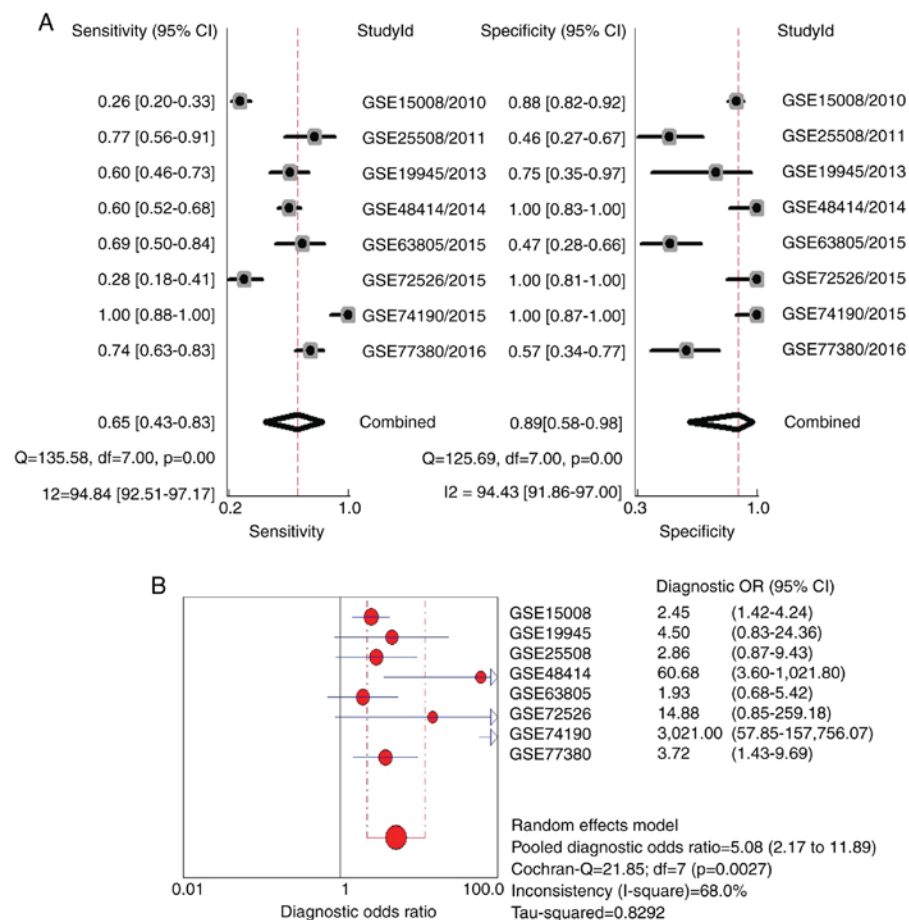 A
Sensitivity (95% CI) StudyId Specificity (95% CI) StudyId
0.26 [0.20-0.33] GSE15008/2010 0.88 [0.82-0.92] GSE15008/2010
0.77 [0.56-0.91] GSE25508/2011 0.46 [0.27-0.67] GSE25508/2011
0.60 [0.46-0.73] GSE19945/2013 0.75 [0.35-0.97] GSE19945/2013
0.60 [0.52-0.68] GSE48414/2014 1.00 [0.83-1.00] GSE48414/2014
0.69 [0.50-0.84] GSE63805/2015 0.47 [0.28-0.66] GSE63805/2015
0.28 [0.18-0.41] GSE72526/2015 1.00 [0.81-1.00] GSE72526/2015
1.00 [0.88-1.00] GSE74190/2015 1.00 [0.87-1.00] GSE74190/2015
0.74 [0.63-0.83] GSE77380/2016 0.57 [0.34-0.77] GSE77380/2016
0.65 [0.43-0.83] Combined 0.89[0.58-0.98] Combined
Q=135.58, df=7.00, p=0.00 Q=125.69, df=7.00, p=0.00
12=94.84 [92.51-97.17] I2 = 94.43 [91.86-97.00]
0.2 1.0 0.3 1.0
Sensitivity Specificity
B
Diagnostic OR (95% CI)
GSE15008 2.45 (1.42-4.24)
GSE19945 4.50 (0.83-24.36)
GSE25508 2.86 (0.87-9.43)
GSE48414 60.68 (3.60-1,021.80)
GSE63805 1.93 (0.68-5.42)
GSE72526 14.88 (0.85-259.18)
GSE74190 3,021.00 (57.85-157,756.07)
GSE77380 3.72 (1.43-9.69)
Random effects model
Pooled diagnostic odds ratio=5.08 (2.17 to 11.89)
Cochran-Q=21.85; df=7 (p=0.0027)
Inconsistency (I-square)=68.0%
Tau-squared=0.8292
0.01 1 100.0
Diagnostic odds ratio